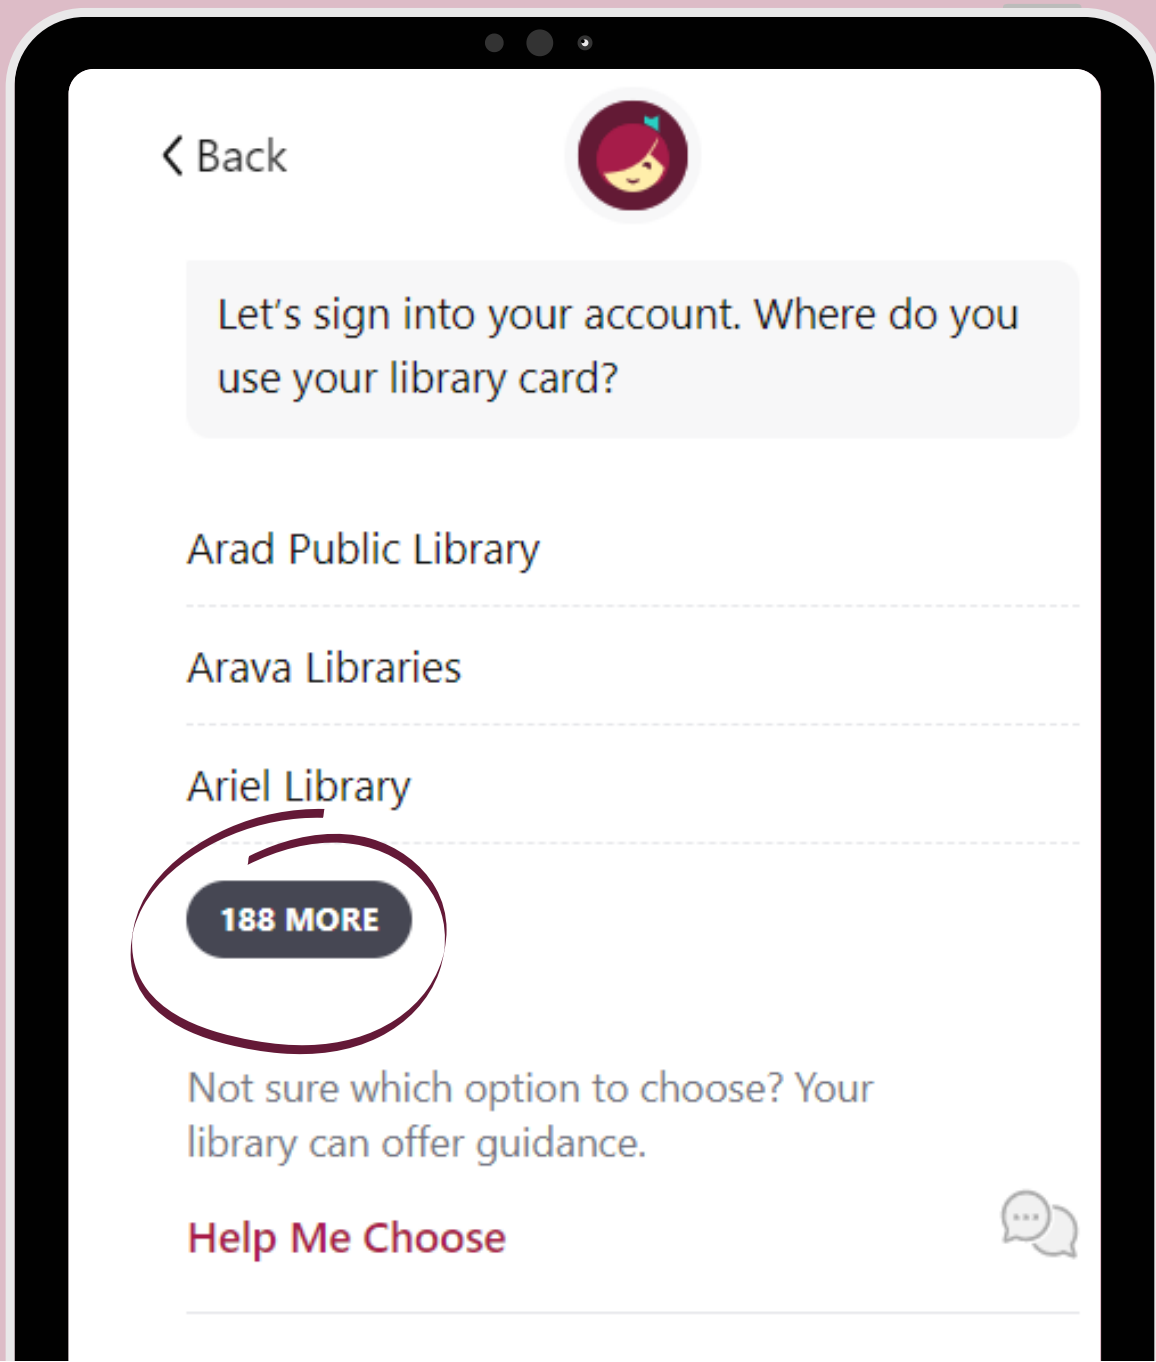 Back
Let's sign into your account. Where do you
use your library card?
Arad Public Library
Arava Libraries
Ariel Library
188 MORE
Not sure which option to choose? Your
library can offer guidance.
Help Me Choose